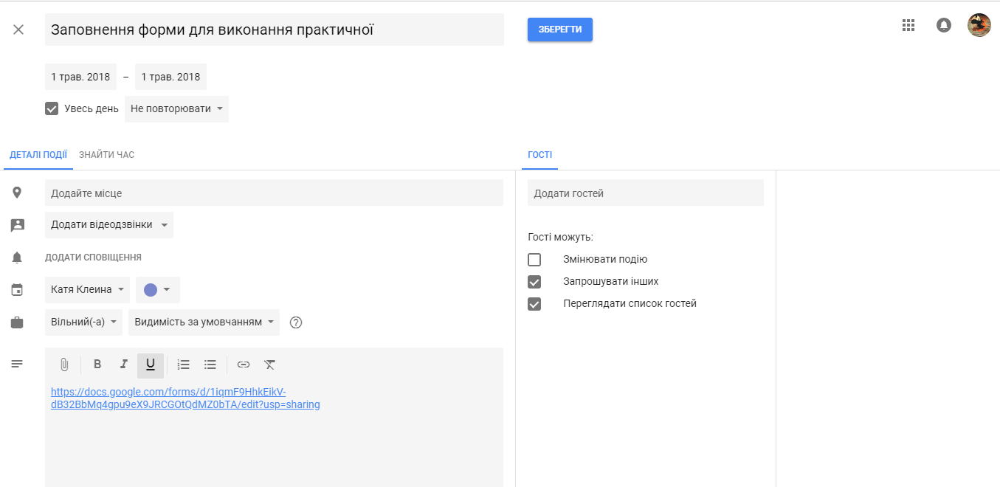 Заповнення форми для виконання практичної
ЗБЕРЕГТИ
1 трав. 2018 – 1 трав. 2018
Увесь день Не повторювати
ДЕТАЛІ ПОДІЇ ЗНАЙТИ ЧАС
ГОСТІ
Додайте місце
Додати відеодзвінки
ДОДАТИ СПОВІЩЕННЯ
Катя Клеина
Вільний(-а) Видимість за умовчанням ?
B I U
https://docs.google.com/forms/d/1iqmF9HhkEikV-
dB32BbMq4gpu9eX9JRCGOtQdMZ0bTA/edit?usp=sharing
Додати гостей
Гості можуть:
Змінювати подію
Запрошувати інших
Переглядати список гостей